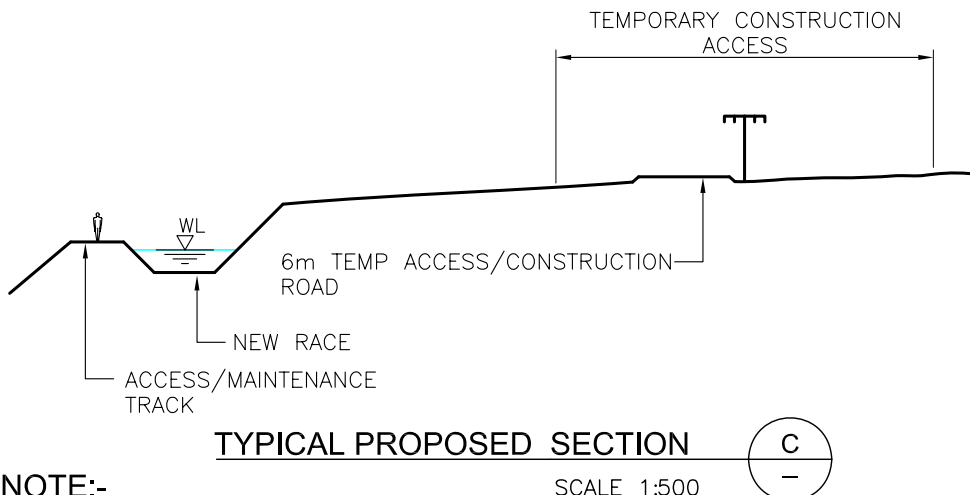 TEMPORARY CONSTRUCTION
ACCESS
WL
6m TEMP ACCESS/CONSTRUCTION
ROAD
NEW RACE
ACCESS/MAINTENANCE
TRACK
TYPICAL PROPOSED SECTION
C
–
SCALE 1:500
NOTE:-